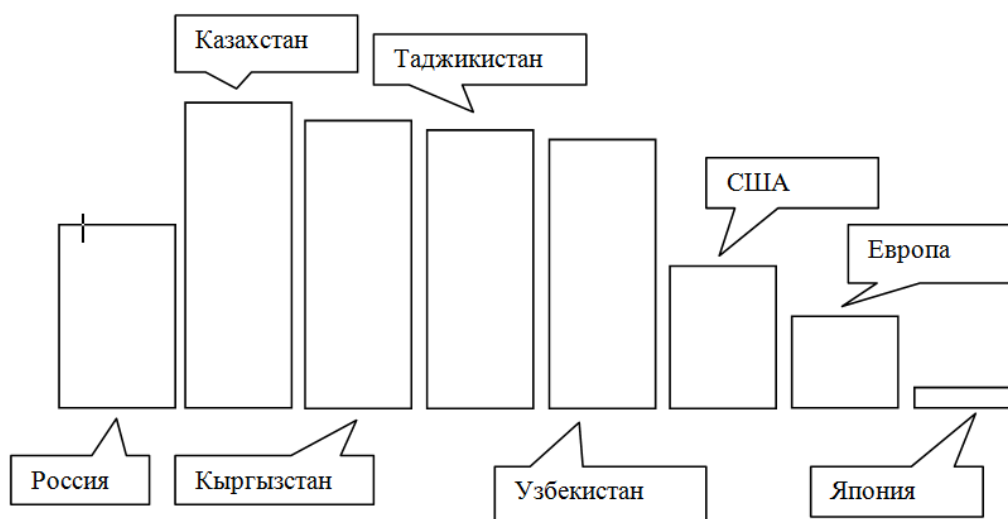 Казахстан
Таджикистан
США
Европа
Россия
Кыргызстан
Узбекистан
Япония